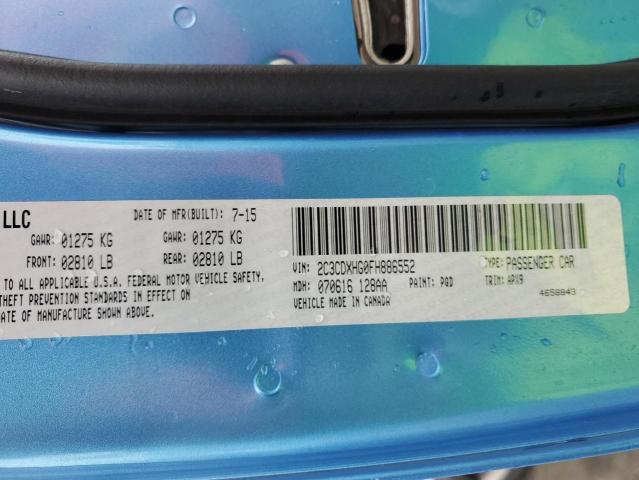 LLC DATE OF MFR(BUILT): 7-15
GAWR: 01275 KG GAWR: 01275 KG
FRONT: 02810 LB REAR: 02810 LB
TO ALL APPLICABLE U.S.A. FEDERAL MOTOR VEHICLE SAFETY,
THEFT PREVENTION STANDARDS IN EFFECT ON
DATE OF MANUFACTURE SHOWN ABOVE.
VIN: 2C3CDXHG0FH886552 TYPE: PASSENGER CAR
MDH: 070616 128AA PAINT: PQD TRIM: APX9
VEHICLE MADE IN CANADA 4658843